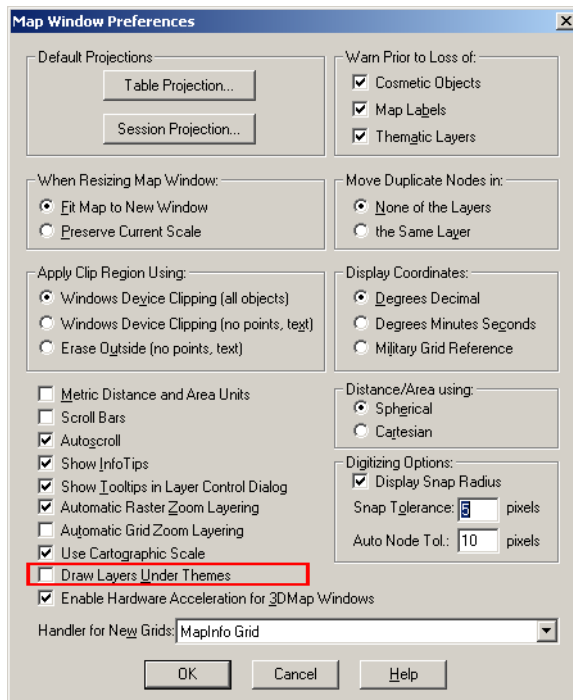 Map Window Preferences
Default Projections
Table Projection...
Session Projection...
Warn Prior to Loss of:
Cosmetic Objects
Map Labels
Thematic Layers
When Resizing Map Window:
Fit Map to New Window
Preserve Current Scale
Move Duplicate Nodes in:
None of the Layers
the Same Layer
Apply Clip Region Using:
Windows Device Clipping (all objects)
Windows Device Clipping (no points, text)
Erase Outside (no points, text)
Display Coordinates:
Degrees Decimal
Degrees Minutes Seconds
Military Grid Reference
Metric Distance and Area Units
Scroll Bars
Autoscroll
Show InfoTips
Show Tooltips in Layer Control Dialog
Automatic Raster Zoom Layering
Automatic Grid Zoom Layering
Use Cartographic Scale
Draw Layers Under Themes
Enable Hardware Acceleration for 3DMap Windows
Distance/Area using:
Spherical
Cartesian
Digitizing Options:
Display Snap Radius
Snap Tolerance: 5 pixels
Auto Node Tol.: 10 pixels
Handler for New Grids: MapInfo Grid
OK Cancel Help